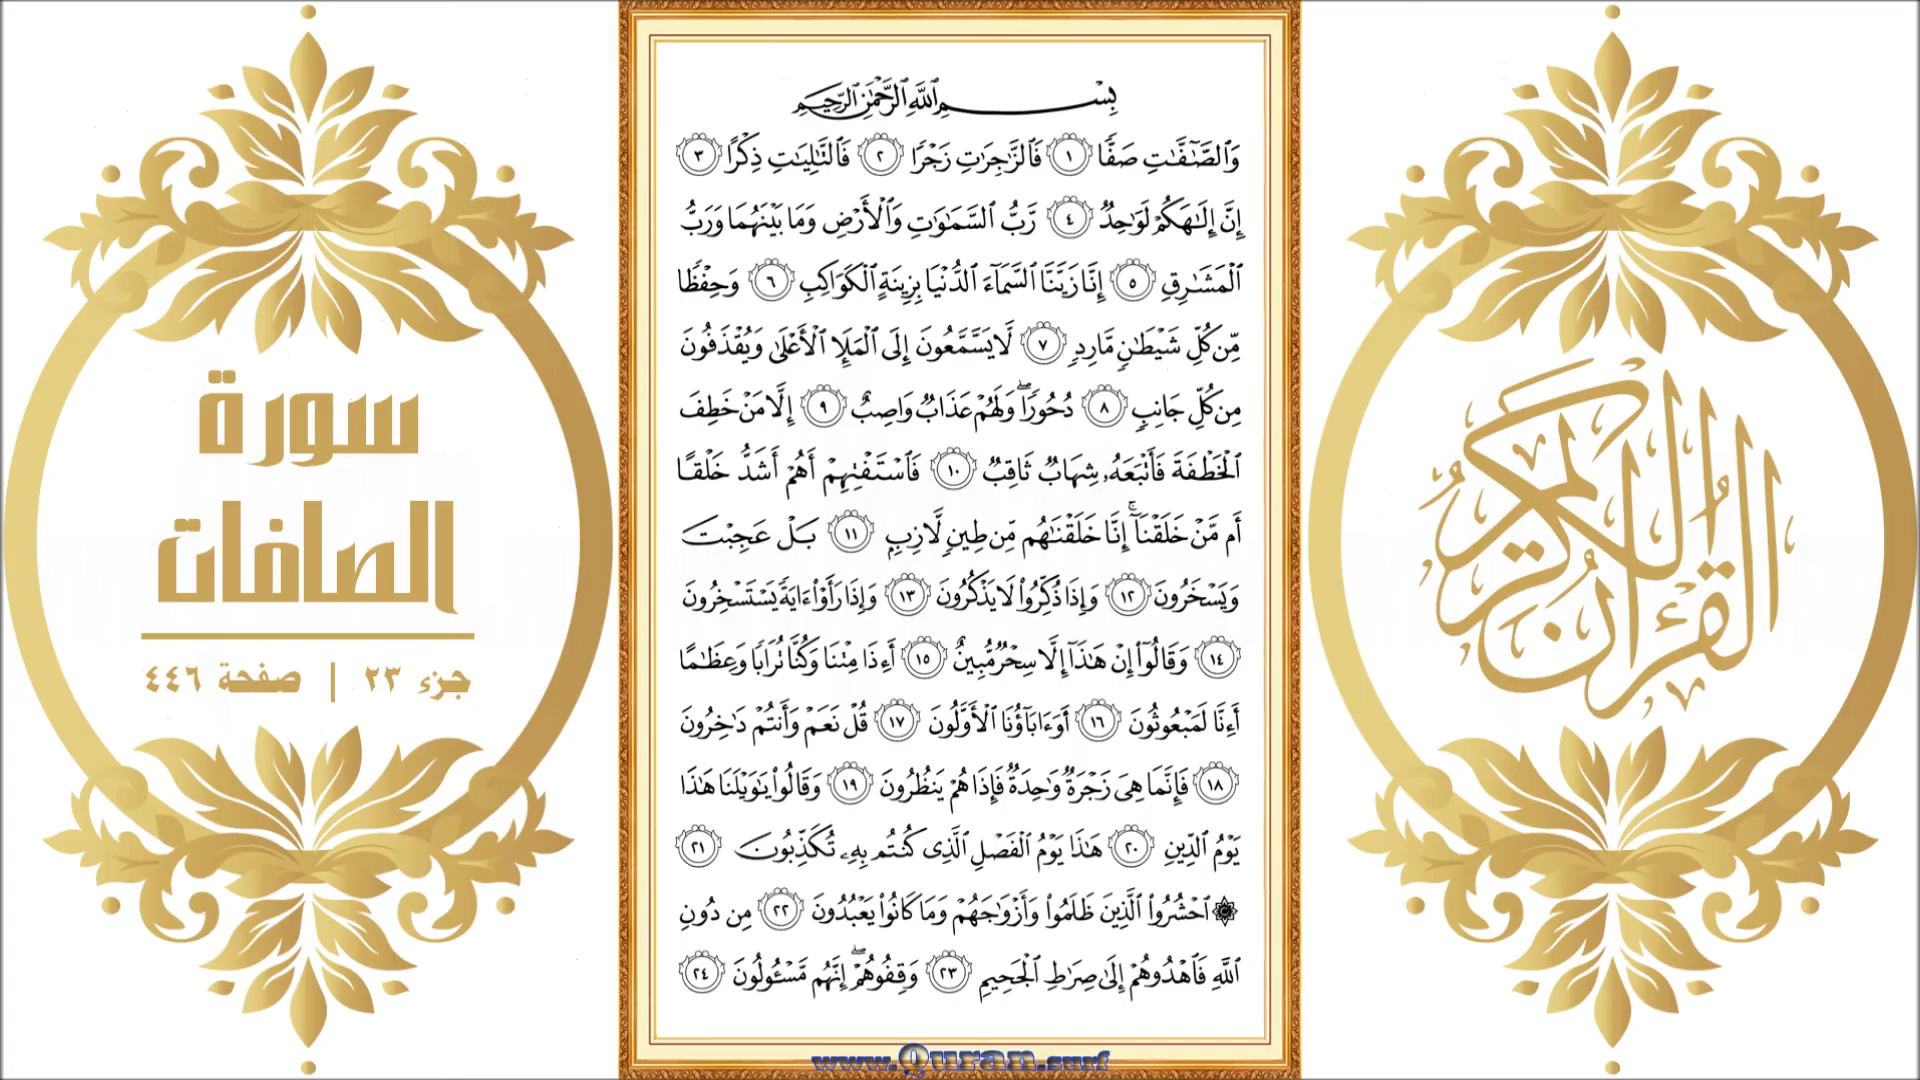 سورة
الصافات
جزء ٢٣ | صفحة ٤٤٦
بِسْمِ ٱللَّهِ ٱلرَّحْمَٰنِ ٱلرَّحِيمِ
وَٱلصَّٰٓفَّٰتِ صَفًّا ١ فَٱلزَّٰجِرَٰتِ زَجْرًا ٢ فَٱلتَّٰلِيَٰتِ ذِكْرًا ٣
إِنَّ إِلَٰهَكُمْ لَوَٰحِدٌ ٤ رَّبُّ ٱلسَّمَٰوَٰتِ وَٱلْأَرْضِ وَمَا بَيْنَهُمَا وَرَبُّ
ٱلْمَشَٰرِقِ ٥ إِنَّا زَيَّنَّا ٱلسَّمَآءَ ٱلدُّنْيَا بِزِينَةٍ ٱلْكَوَاكِبِ ٦ وَحِفْظًا
مِّن كُلِّ شَيْطَٰنٍ مَّارِدٍ ٧ لَّا يَسَّمَّعُونَ إِلَى ٱلْمَلَإِ ٱلْأَعْلَىٰ وَيُقْذَفُونَ
مِن كُلِّ جَانِبٍ ٨ دُحُورًا ۖ وَلَهُمْ عَذَابٌ وَاصِبٌ ٩ إِلَّا مَنْ خَطِفَ
ٱلْخَطْفَةَ فَأَتْبَعَهُۥ شِهَابٌ ثَاقِبٌ ١٠ فَٱسْتَفْتِهِمْ أَهُمْ أَشَدُّ خَلْقًا
أَم مَّنْ خَلَقْنَآ ۚ إِنَّا خَلَقْنَٰهُم مِّن طِينٍ لَّازِبٍ ١١ بَلْ عَجِبْتَ
وَيَسْخَرُونَ ١٢ وَإِذَا ذُكِّرُوا۟ لَا يَذْكُرُونَ ١٣ وَإِذَا رَأَوْا۟ ءَايَةً يَسْتَسْخِرُونَ
١٤ وَقَالُوٓا۟ إِنْ هَٰذَآ إِلَّا سِحْرٌ مُّبِينٌ ١٥ أَءِذَا مِتْنَا وَكُنَّا تُرَابًا وَعِظَٰمًا
أَءِنَّا لَمَبْعُوثُونَ ١٦ أَوَءَابَآؤُنَا ٱلْأَوَّلُونَ ١٧ قُلْ نَعَمْ وَأَنتُمْ دَٰخِرُونَ
١٨ فَإِنَّمَا هِىَ زَجْرَةٌ وَٰحِدَةٌ فَإِذَا هُمْ يَنظُرُونَ ١٩ وَقَالُوا۟ يَٰوَيْلَنَا هَٰذَا
يَوْمُ ٱلدِّينِ ٢٠ هَٰذَا يَوْمُ ٱلْفَصْلِ ٱلَّذِى كُنتُم بِهِۦ تُكَذِّبُونَ ٢١
۞ ٱحْشُرُوا۟ ٱلَّذِينَ ظَلَمُوا۟ وَأَزْوَٰجَهُمْ وَمَا كَانُوا۟ يَعْبُدُونَ ٢٢ مِن دُونِ
ٱللَّهِ فَٱهْدُوهُمْ إِلَىٰ صِرَٰطِ ٱلْجَحِيمِ ٢٣ وَقِفُوهُمْ ۖ إِنَّهُم مَّسْـُٔولُونَ ٢٤
القرآن الكريم
www.Quran.surf